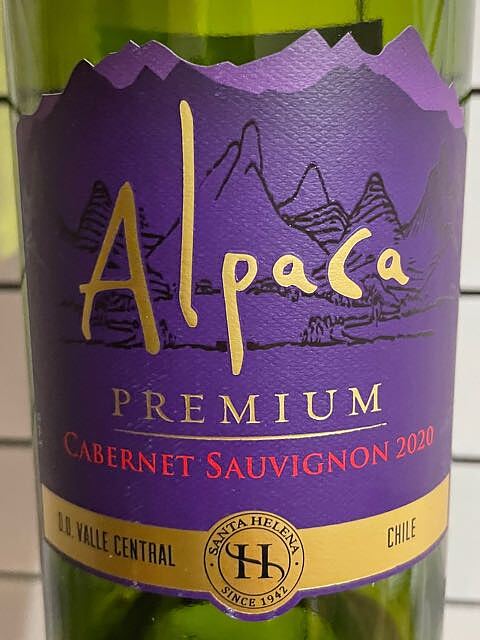 Alpaca
PREMIUM
CABERNET SAUVIGNON 2020
D.O. VALLE CENTRAL
SANTA HELENA
H
SINCE 1942
CHILE